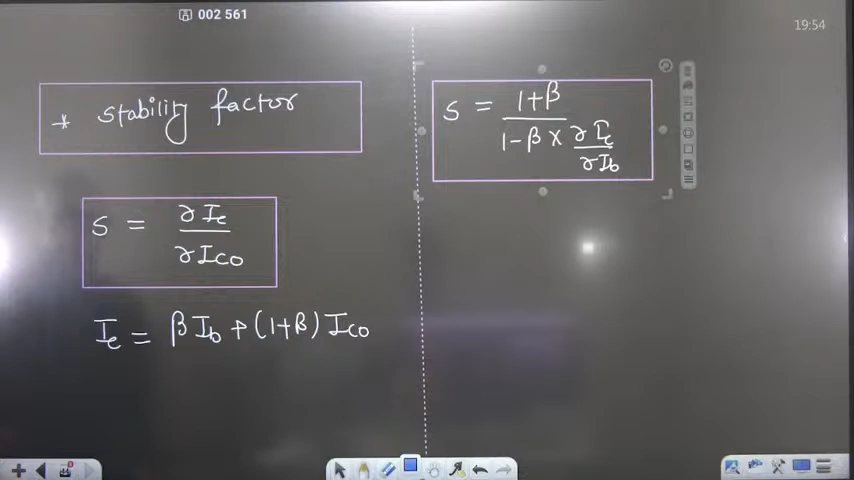 002 561
19:54
* stability factor
S = ∂Ic / ∂Ico
Ic = βIb + (1+β) Ico
S = 1+β / 1-β × ∂Ic / ∂Ib